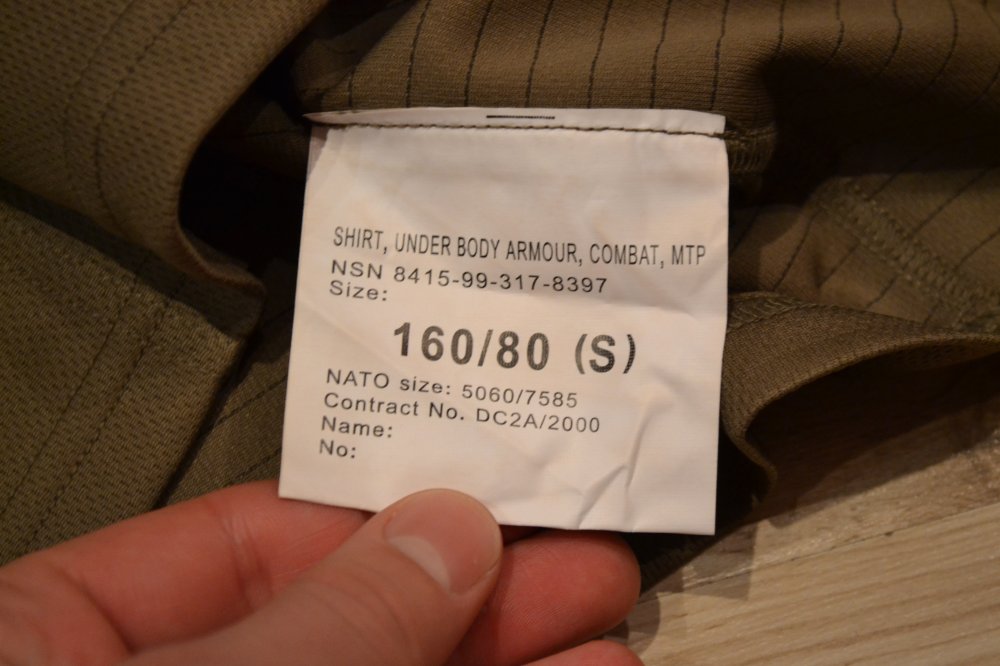 SHIRT, UNDER BODY ARMOUR, COMBAT, MTP
NSN 8415-99-317-8397
Size:
160/80 (S)
NATO size: 5060/7585
Contract No. DC2A/2000
Name:
No: